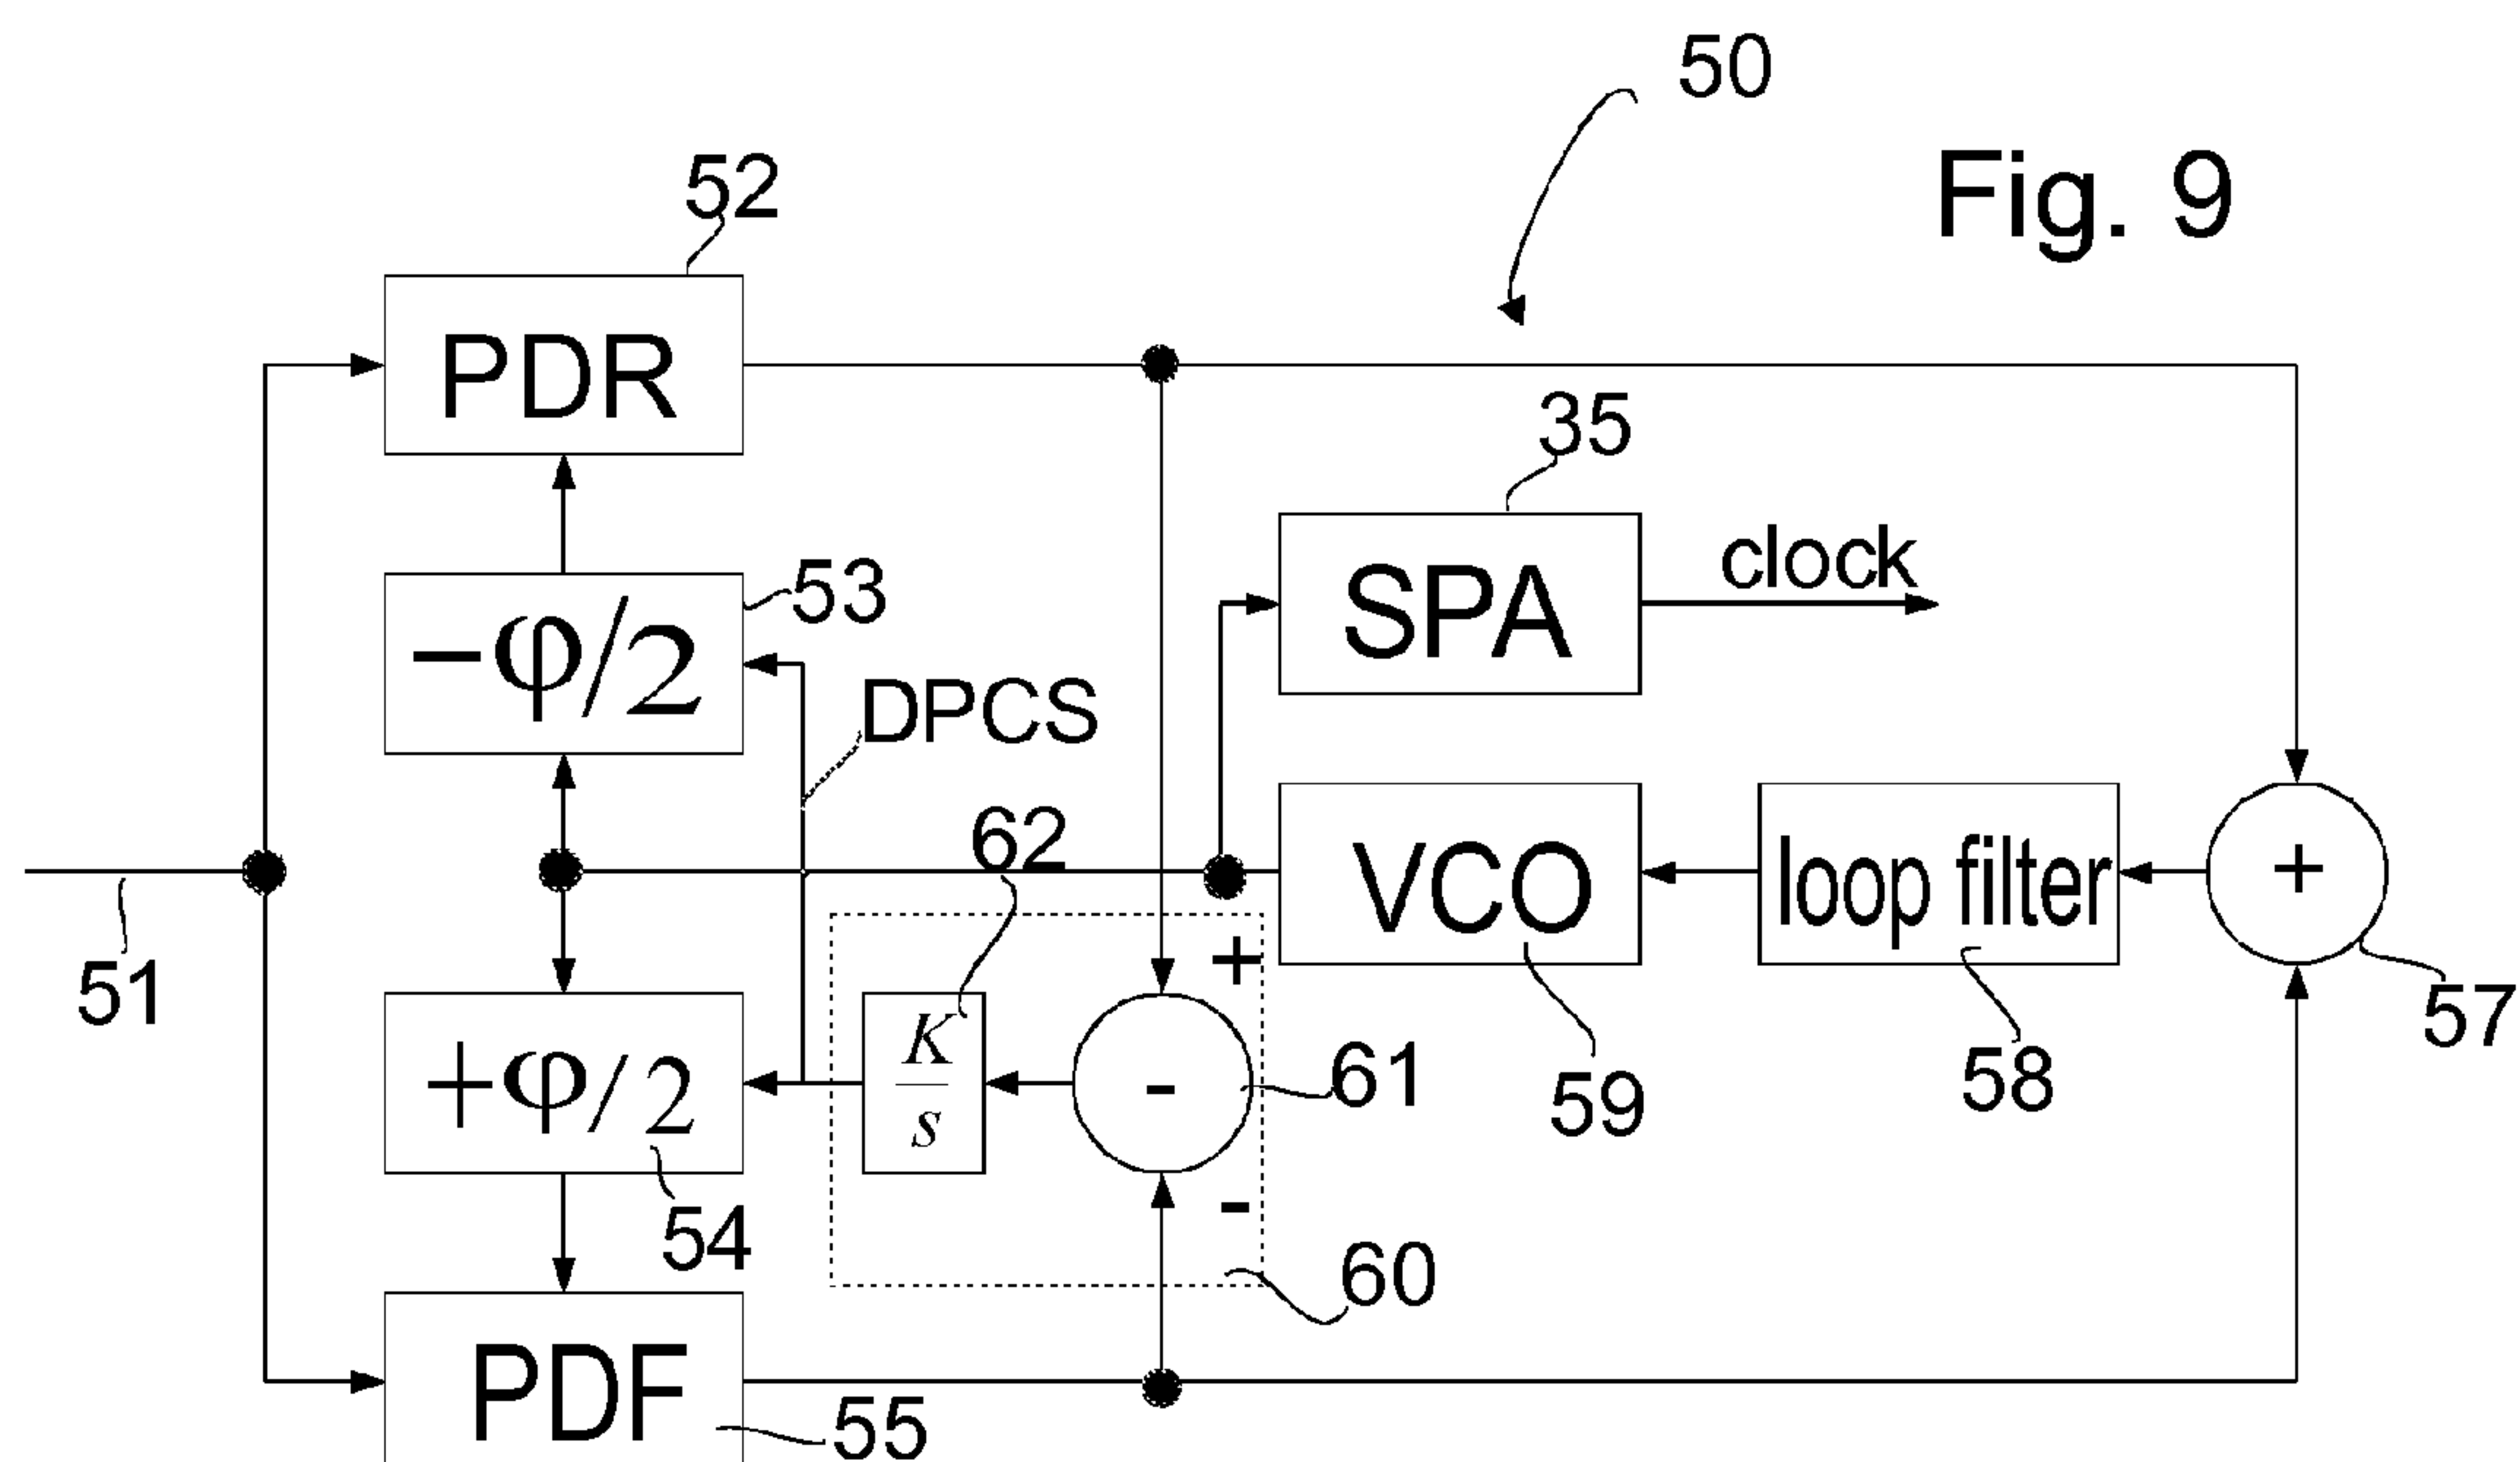 50
Fig. 9
52
PDR
35
53
SPA
clock
−φ/2
DPCS
62
VCO
loop filter
+
51
+
K
s
-
61
57
+φ/2
59
58
54
-
60
PDF
55